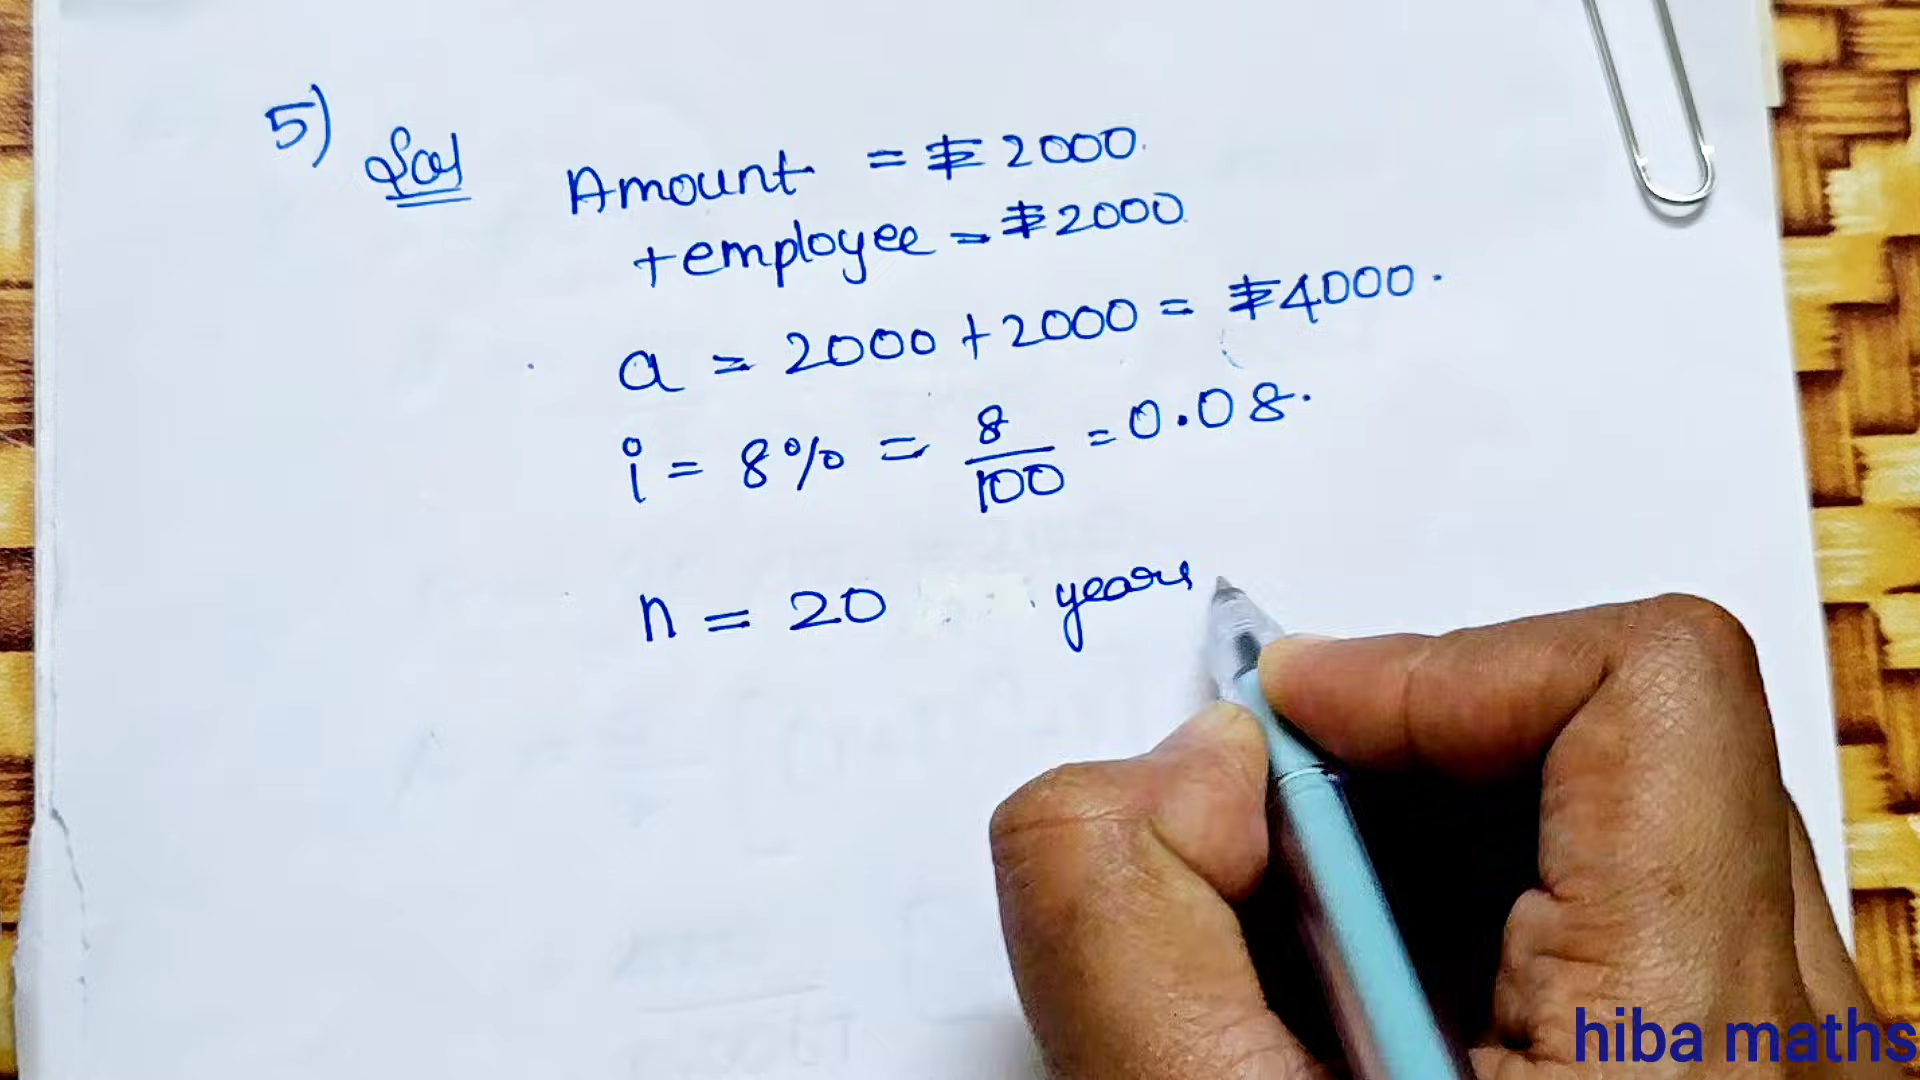 5) Sol Amount = ₹ 2000.
+employee = ₹2000.
a = 2000 + 2000 = ₹4000.
i = 8% = 8/100 = 0.08.
n = 20 years
hiba maths